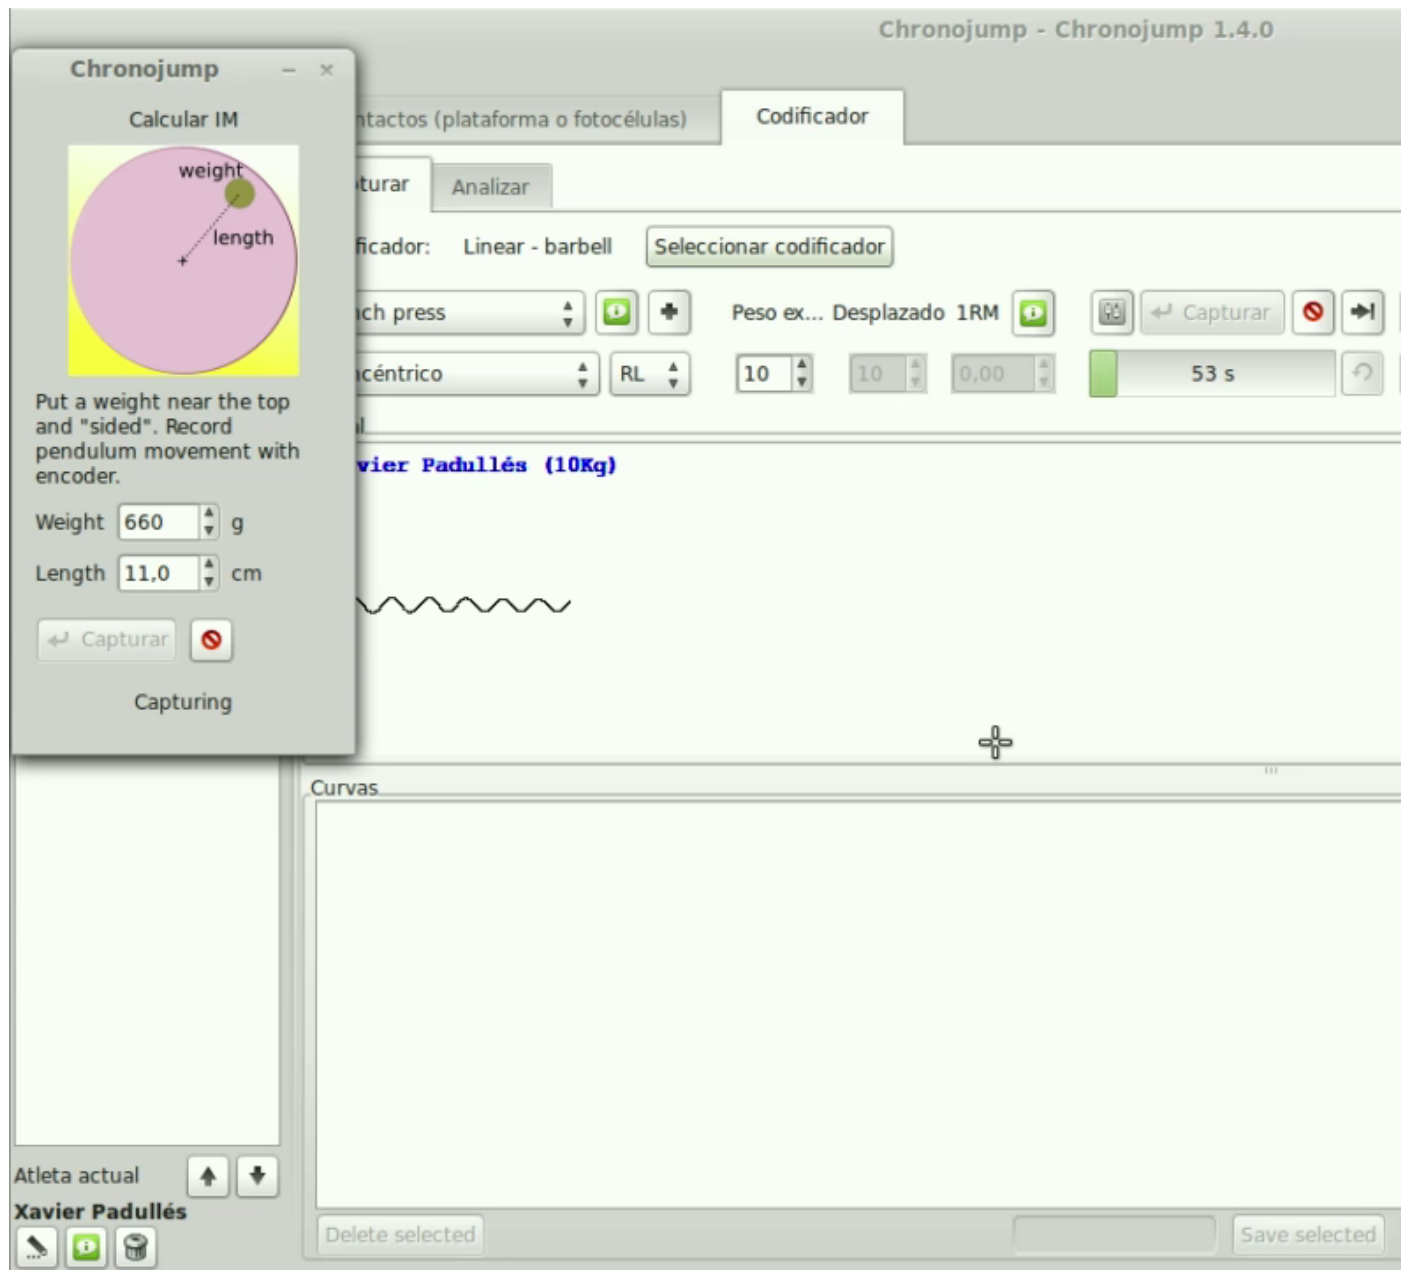 Chronojump - Chronojump 1.4.0
Chronojump
Calcular IM
weight
length
Put a weight near the top
and "sided". Record
pendulum movement with
encoder.
Weight 660 g
Length 11,0 cm
Capturar
Capturing
ntactos (plataforma o fotocélulas) Codificador
turar Analizar
ficador: Linear - barbell Seleccionar codificador
ch press Peso ex... Desplazado 1RM Capturar
céntrico RL 10 10 0,00 53 s
vier Padullés (10Kg)
Curvas
Atleta actual
Xavier Padullés
Delete selected Save selected